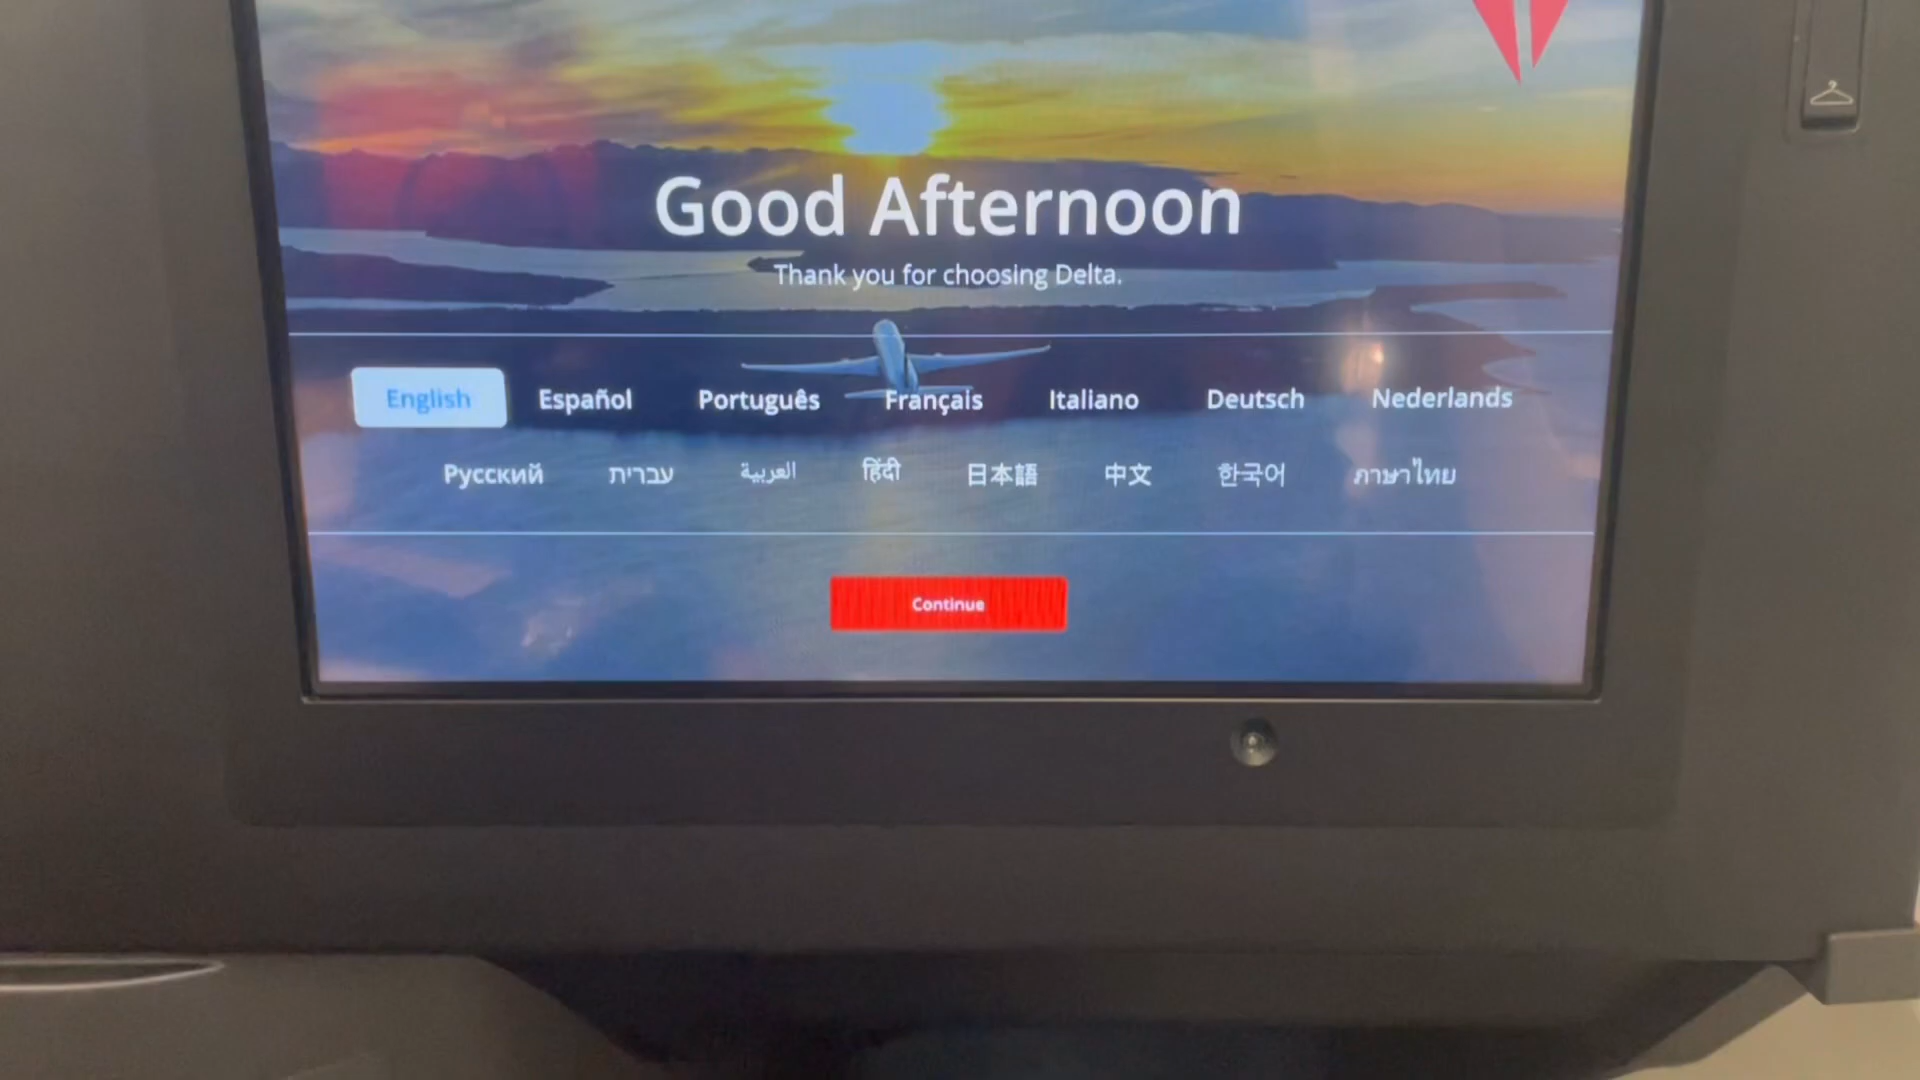 Good Afternoon
Thank you for choosing Delta.
English Español Português Français Italiano Deutsch Nederlands
Русский עברית العربية हिंदी 日本語 中文 한국어 ภาษาไทย
Continue